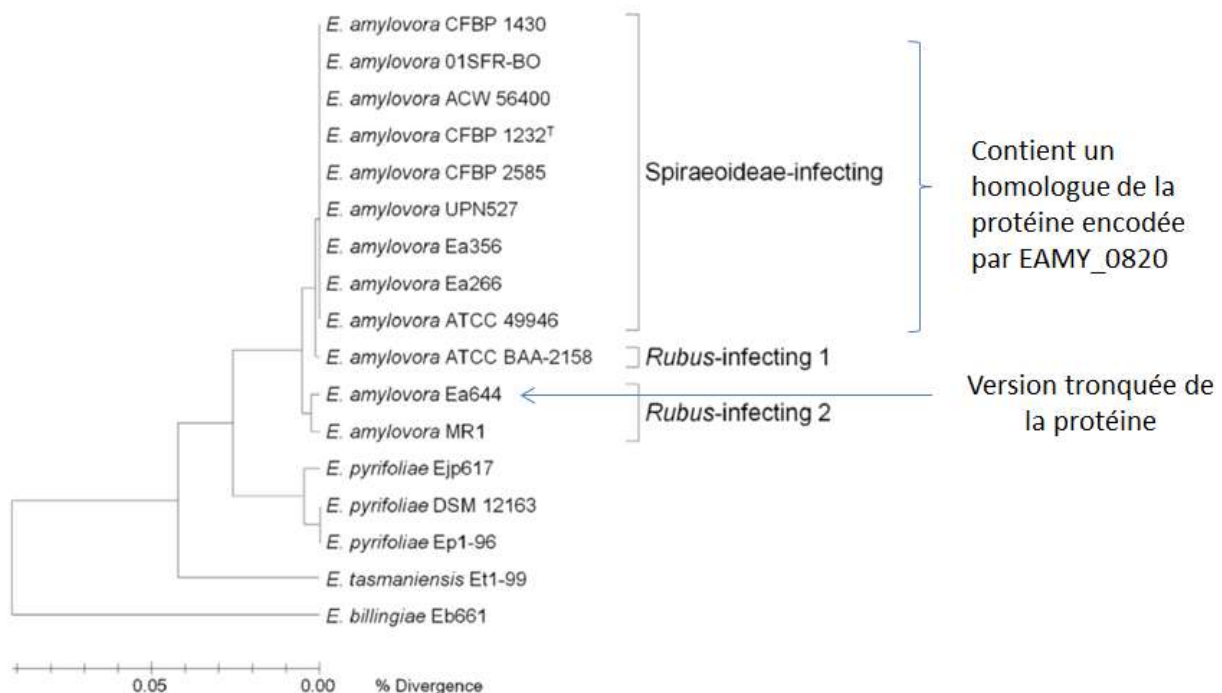 E. amylovora CFBP 1430
E. amylovora 01SFR-BO
E. amylovora ACW 56400
E. amylovora CFBP 1232ᵀ
E. amylovora CFBP 2585
E. amylovora UPN527
E. amylovora Ea356
E. amylovora Ea266
E. amylovora ATCC 49946
E. amylovora ATCC BAA-2158
E. amylovora Ea644
E. amylovora MR1
E. pyrifoliae Ejp617
E. pyrifoliae DSM 12163
E. pyrifoliae Ep1-96
E. tasmaniensis Et1-99
E. billingiae Eb661
Spiraeoideae-infecting
Rubus-infecting 1
Rubus-infecting 2
Contient un
homologue de la
protéine encodée
par EAMY_0820
Version tronquée de
la protéine
0.05 0.00 % Divergence